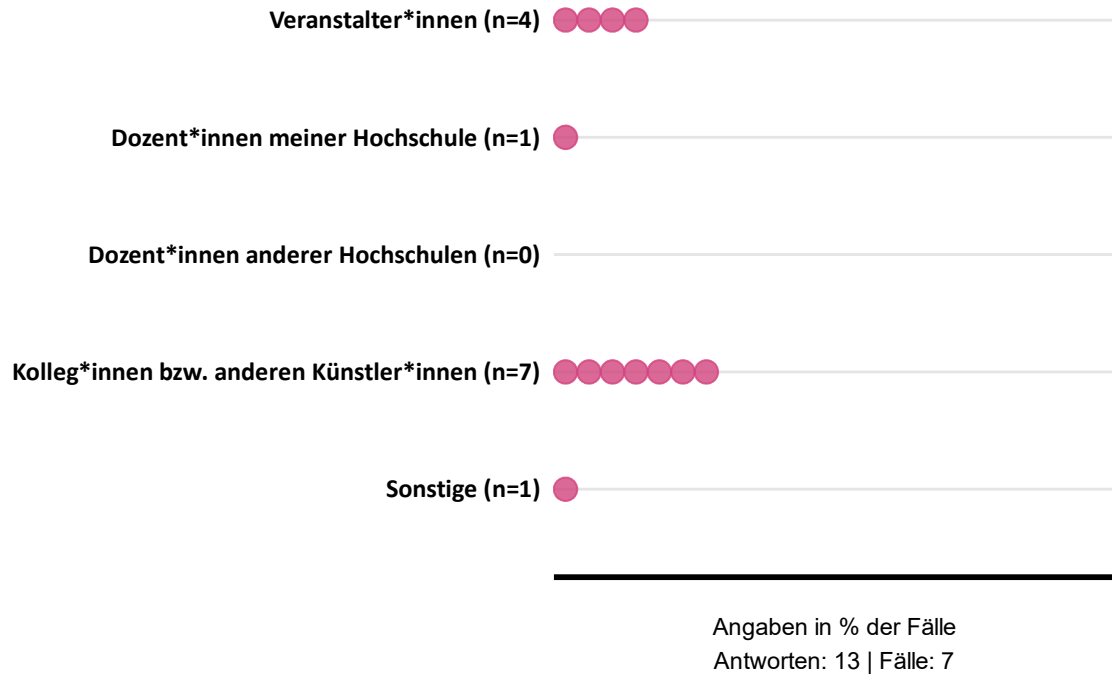 Veranstalter*innen (n=4)
Dozent*innen meiner Hochschule (n=1)
Dozent*innen anderer Hochschulen (n=0)
Kolleg*innen bzw. anderen Künstler*innen (n=7)
Sonstige (n=1)
Angaben in % der Fälle
Antworten: 13 | Fälle: 7